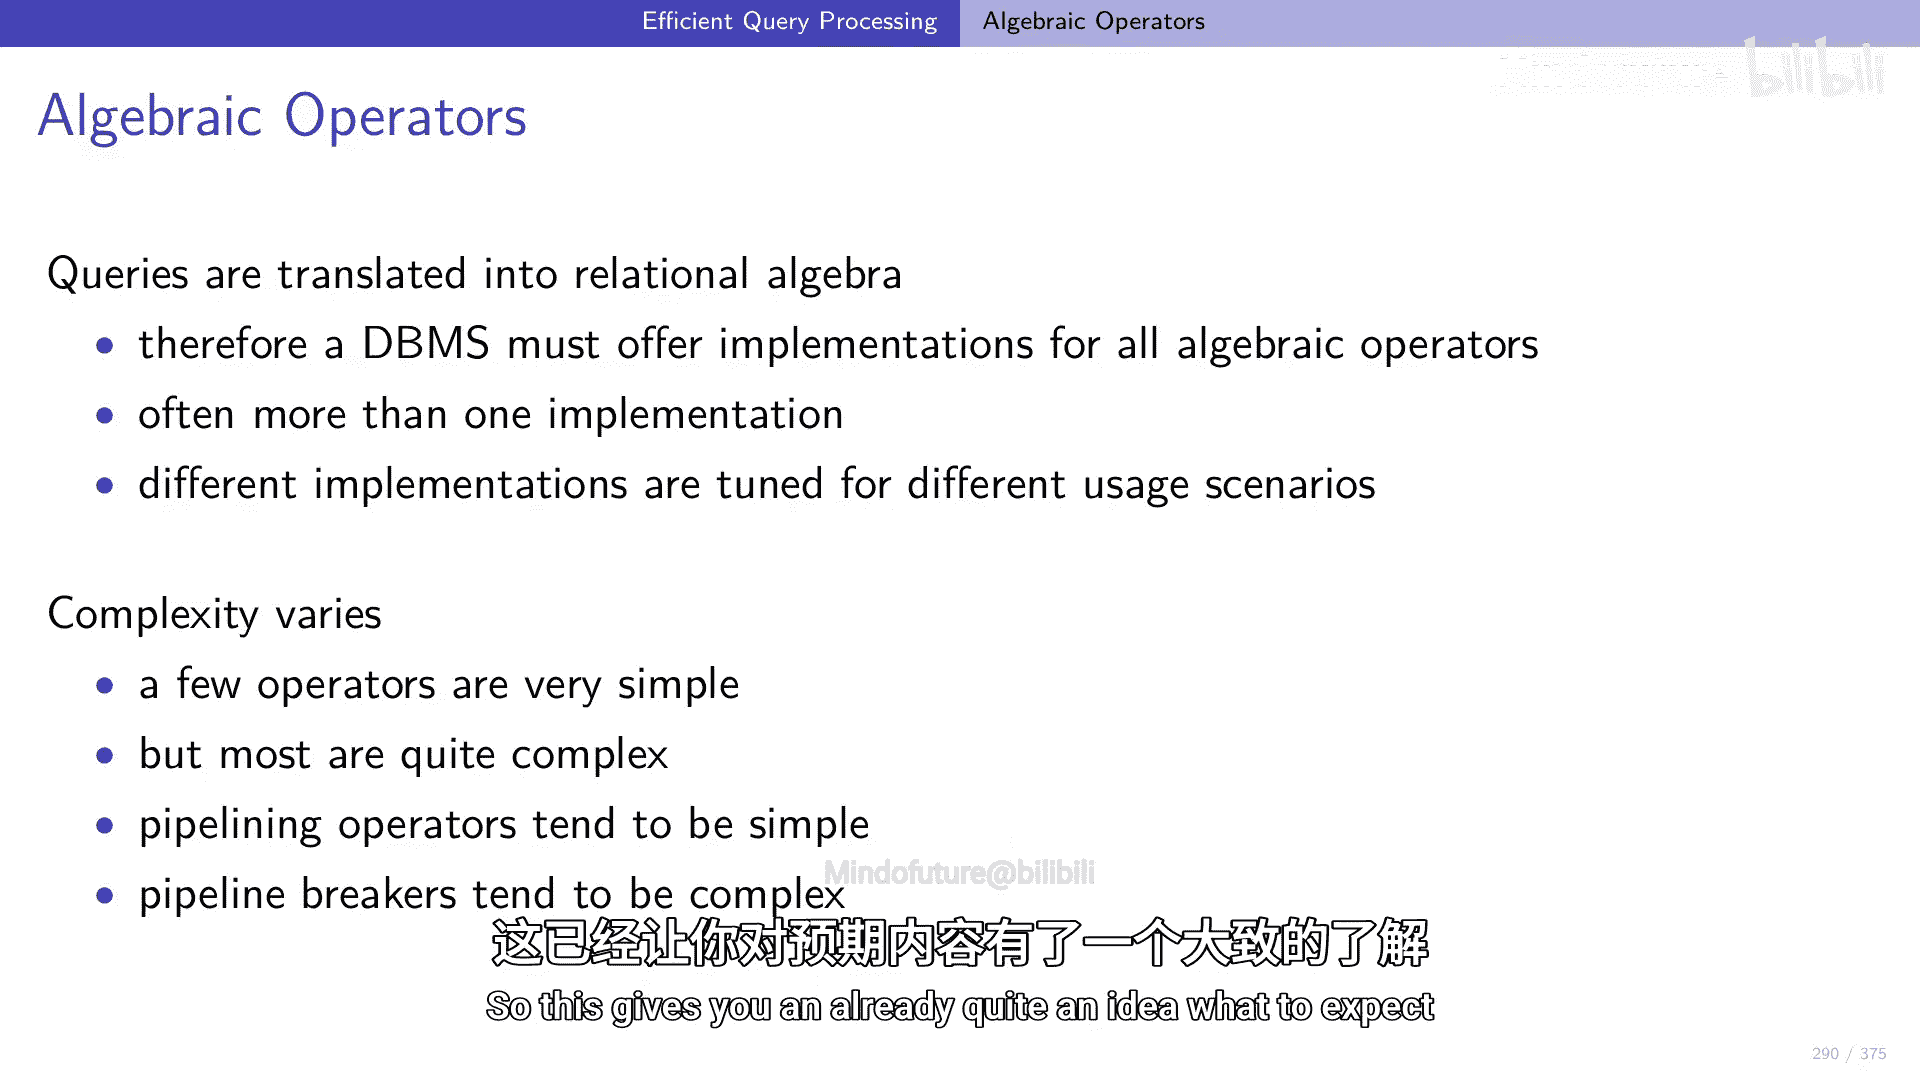 Efficient Query Processing
Algebraic Operators
bilibili
Algebraic Operators
Queries are translated into relational algebra
• therefore a DBMS must offer implementations for all algebraic operators
• often more than one implementation
• different implementations are tuned for different usage scenarios
Complexity varies
• a few operators are very simple
• but most are quite complex
• pipelining operators tend to be simple
• pipeline breakers tend to be complex
Mindofuture@bilibili
这已经让你对预期内容有了一个大致的了解
So this gives you an already quite an idea what to expect
290 / 375